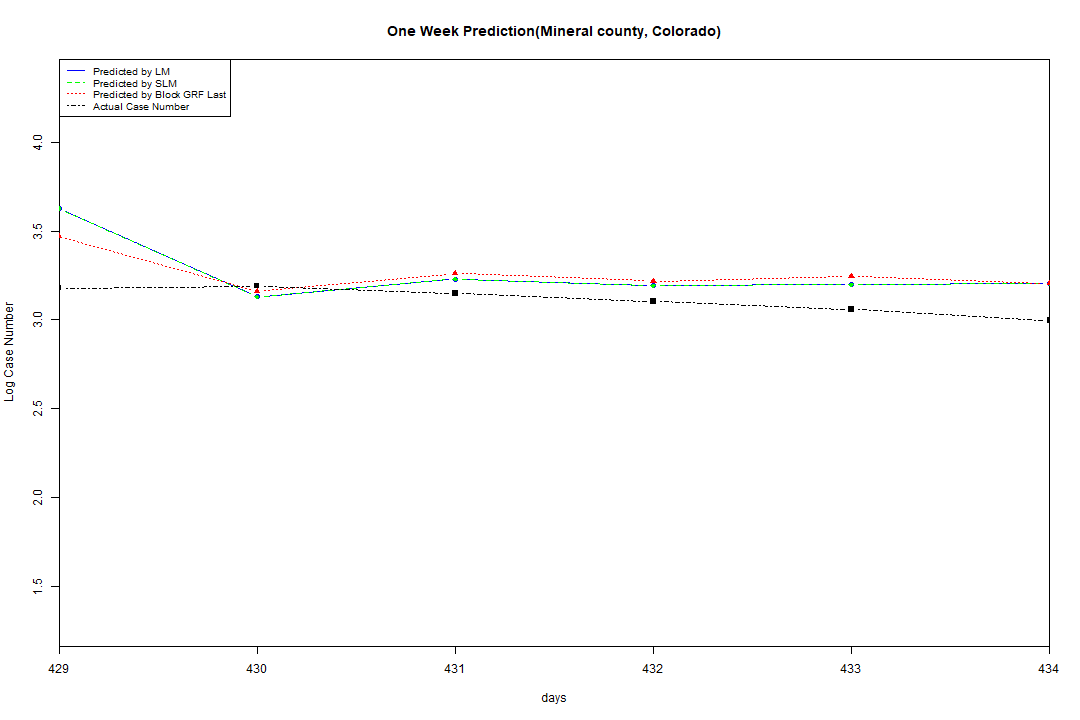 One Week Prediction(Mineral county, Colorado)
Predicted by LM
Predicted by SLM
Predicted by Block GRF Last
Actual Case Number
4.0
3.5
3.0
2.5
2.0
1.5
Log Case Number
429 430 431 432 433 434
days